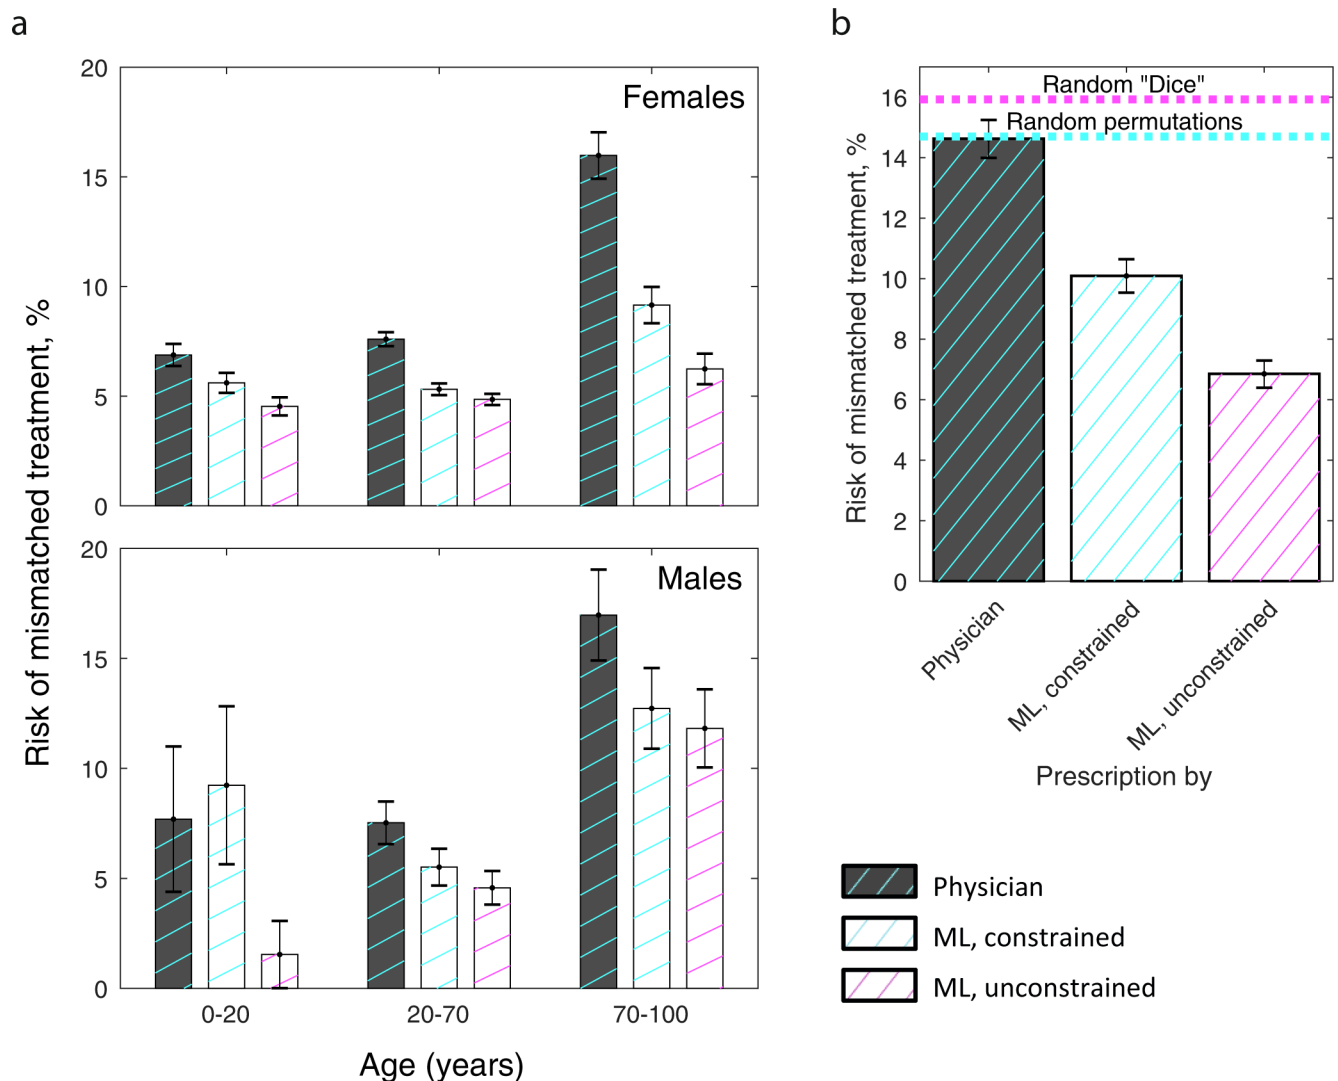 a
Risk of mismatched treatment, %
20
15
10
5
0
Females
20
15
10
5
0
Males
0-20
20-70
70-100
Age (years)
b
Risk of mismatched treatment, %
16
14
12
10
8
6
4
2
0
Random "Dice"
Random permutations
Physician
ML, constrained
ML, unconstrained
Prescription by
Physician
ML, constrained
ML, unconstrained